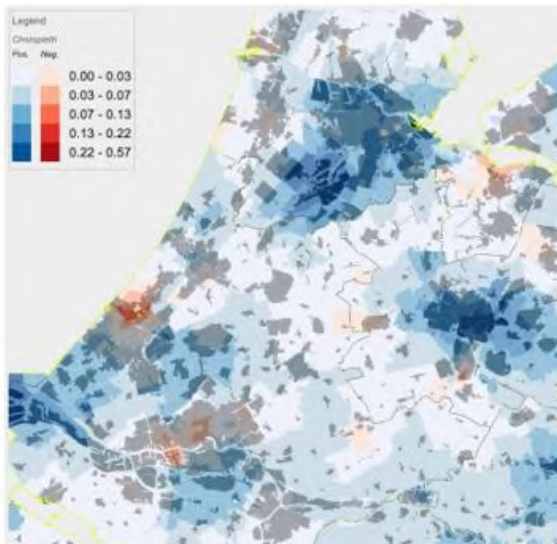 Legend
Choropleth
Pos. Neg.
0.00 - 0.03
0.03 - 0.07
0.07 - 0.13
0.13 - 0.22
0.22 - 0.57